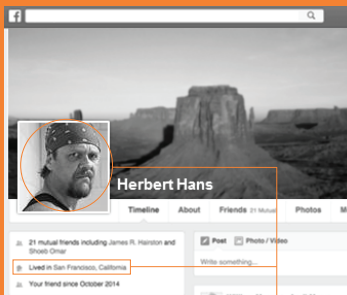 f
Herbert Hans
Timeline About Friends 21 Mutual Photos M
21 mutual friends including James R. Hairston and
Shoeb Omar
Post Photo / Video
Write something...
Lived in San Francisco, California
Your friend since October 2014